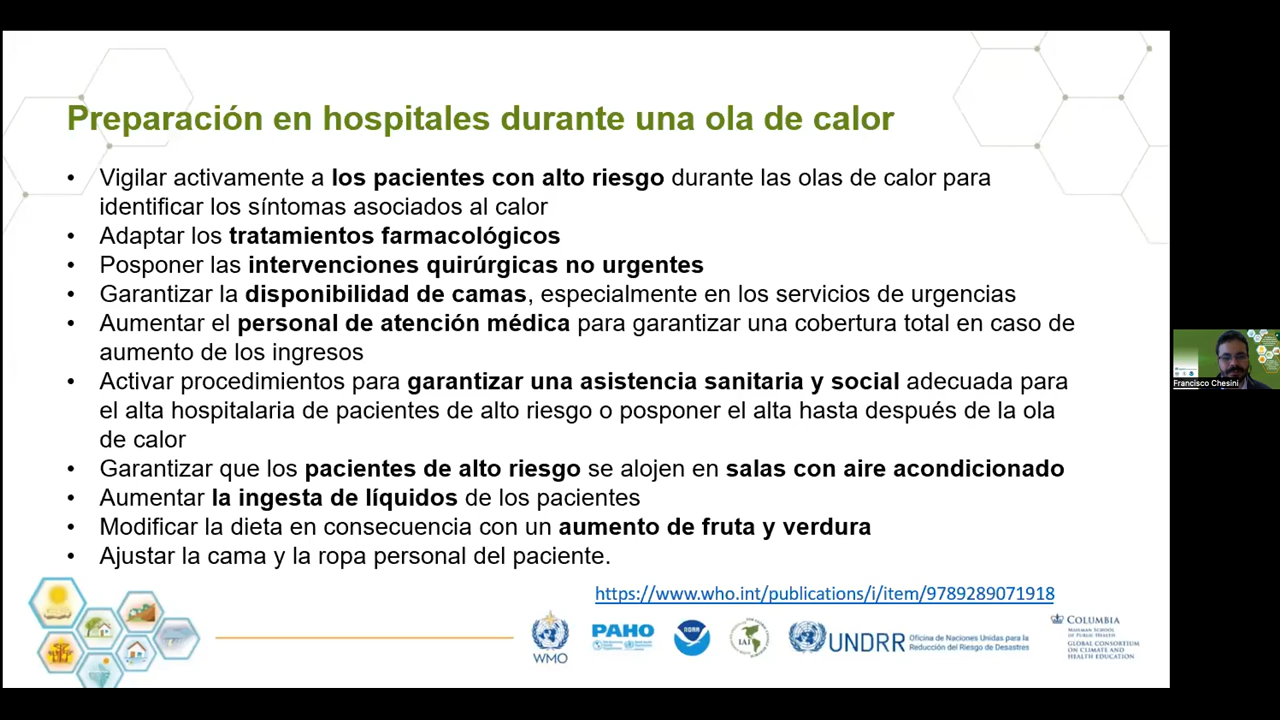 Preparación en hospitales durante una ola de calor
• Vigilar activamente a los pacientes con alto riesgo durante las olas de calor para
identificar los síntomas asociados al calor
• Adaptar los tratamientos farmacológicos
• Posponer las intervenciones quirúrgicas no urgentes
• Garantizar la disponibilidad de camas, especialmente en los servicios de urgencias
• Aumentar el personal de atención médica para garantizar una cobertura total en caso de
aumento de los ingresos
• Activar procedimientos para garantizar una asistencia sanitaria y social adecuada para
el alta hospitalaria de pacientes de alto riesgo o posponer el alta hasta después de la ola
de calor
• Garantizar que los pacientes de alto riesgo se alojen en salas con aire acondicionado
• Aumentar la ingesta de líquidos de los pacientes
• Modificar la dieta en consecuencia con un aumento de fruta y verdura
• Ajustar la cama y la ropa personal del paciente.
https://www.who.int/publications/i/item/9789289071918
WMO
PAHO
NOAA
IAI
UNDRR
Oficina de Naciones Unidas para la
Reducción del Riesgo de Desastres
COLUMBIA
MAILMAN SCHOOL
OF PUBLIC HEALTH
GLOBAL CONSORTIUM
ON CLIMATE AND
HEALTH EDUCATION
Francisco Chesini